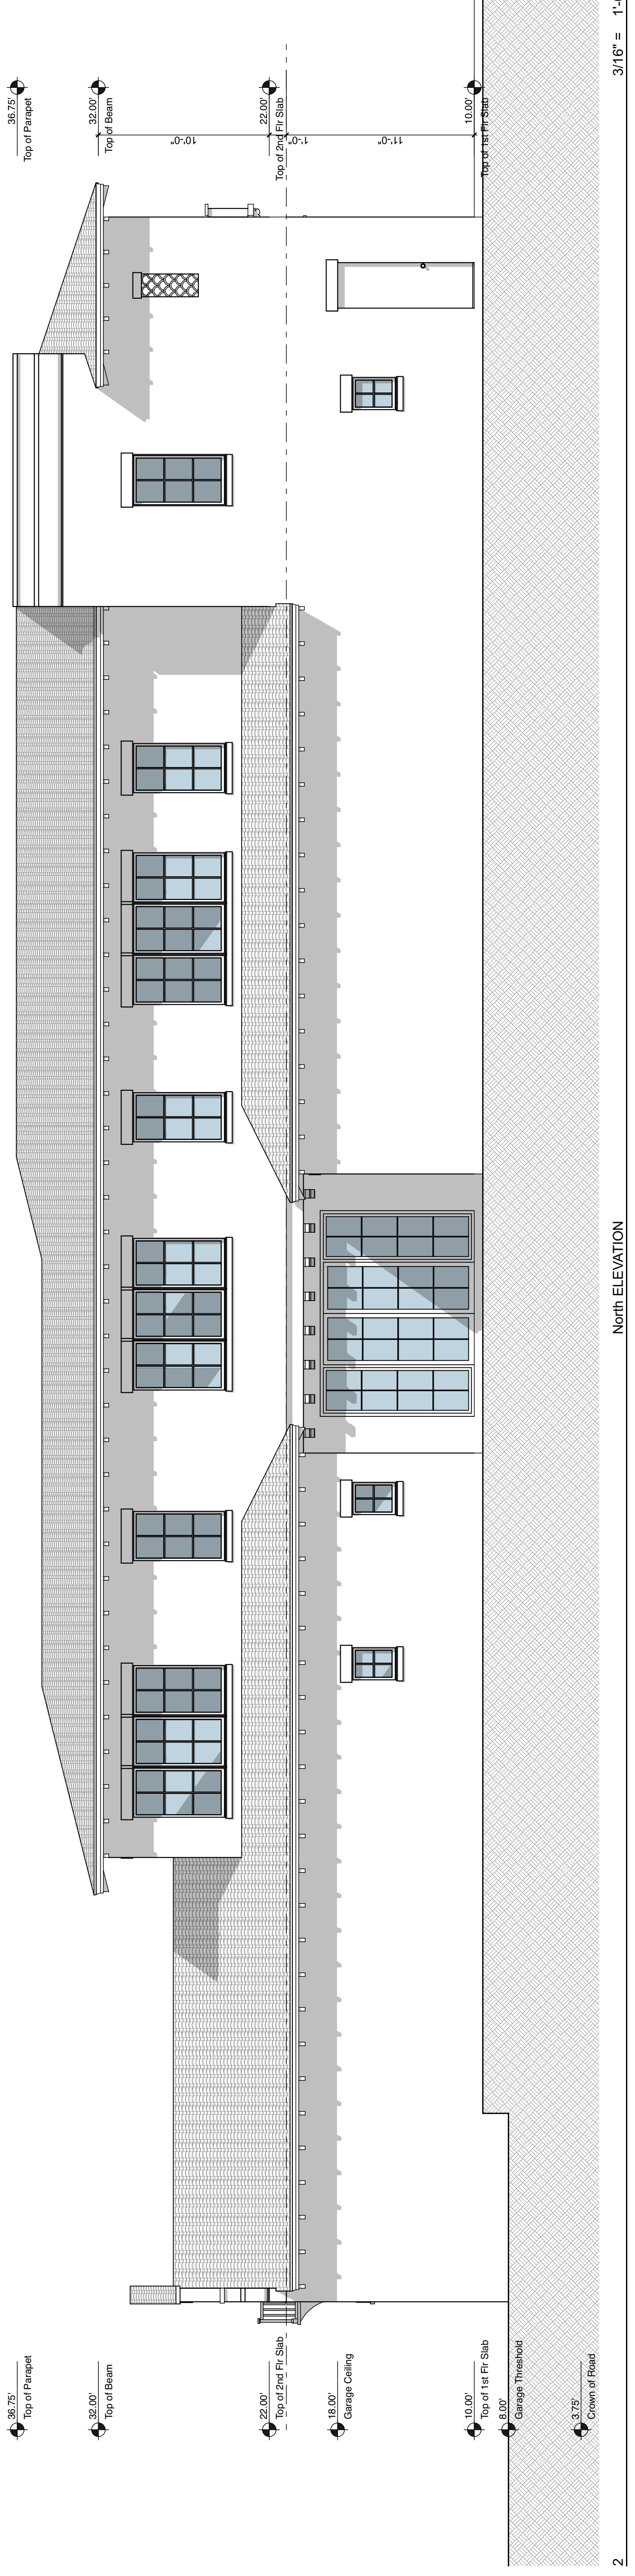 36.75'
Top of Parapet
32.00'
Top of Beam
22.00'
Top of 2nd Flr Slab
18.00'
Garage Ceiling
10.00'
Top of 1st Flr Slab
8.00'
Garage Threshold
3.75'
Crown of Road
36.75'
Top of Parapet
32.00'
Top of Beam
10'-0"
22.00'
Top of 2nd Flr Slab
1'-0"
11'-0"
10.00'
Top of 1st Flr Slab
2
North ELEVATION
3/16" = 1'-